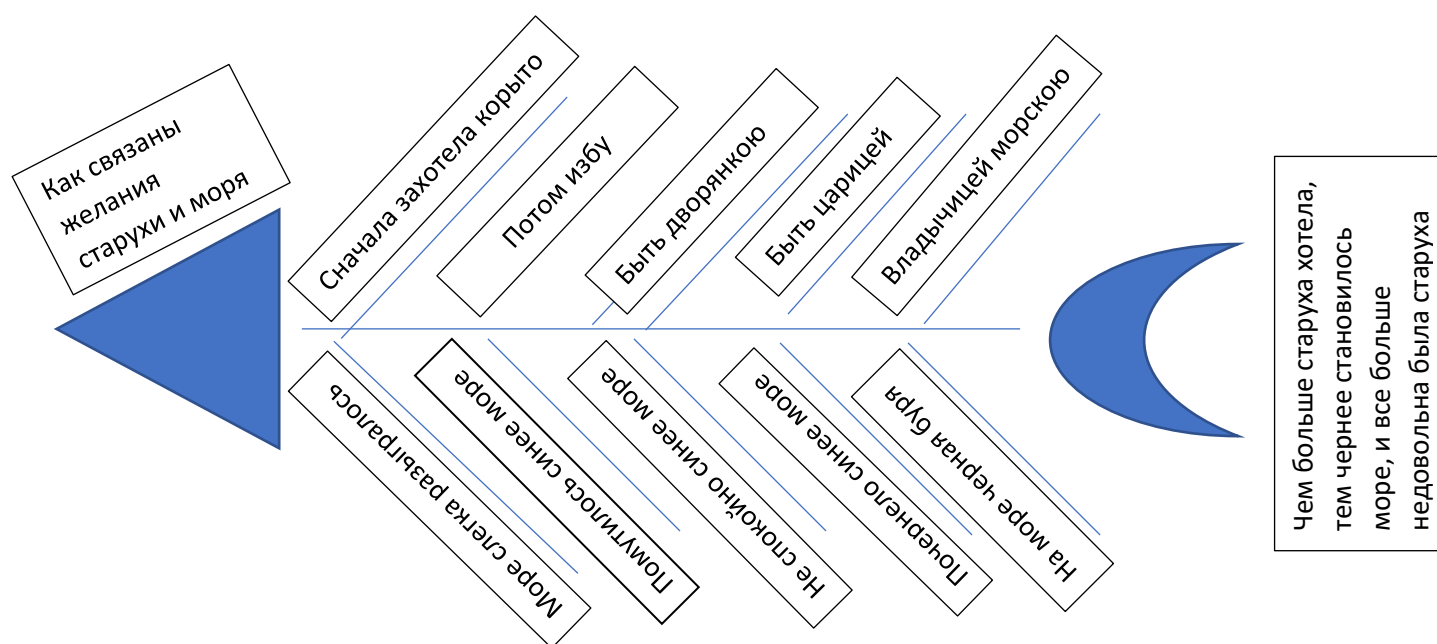 Как связаны
желания
старухи и моря
Сначала захотела корыто
Потом избу
Быть дворянкою
Быть царицей
Владычицей морскою
Море слегка разыгралось
Помутилось синее море
Не спокойно синее море
Почернело синее море
На море черная буря
Чем больше старуха хотела,
тем чернее становилось
море, и все больше
недовольна была старуха